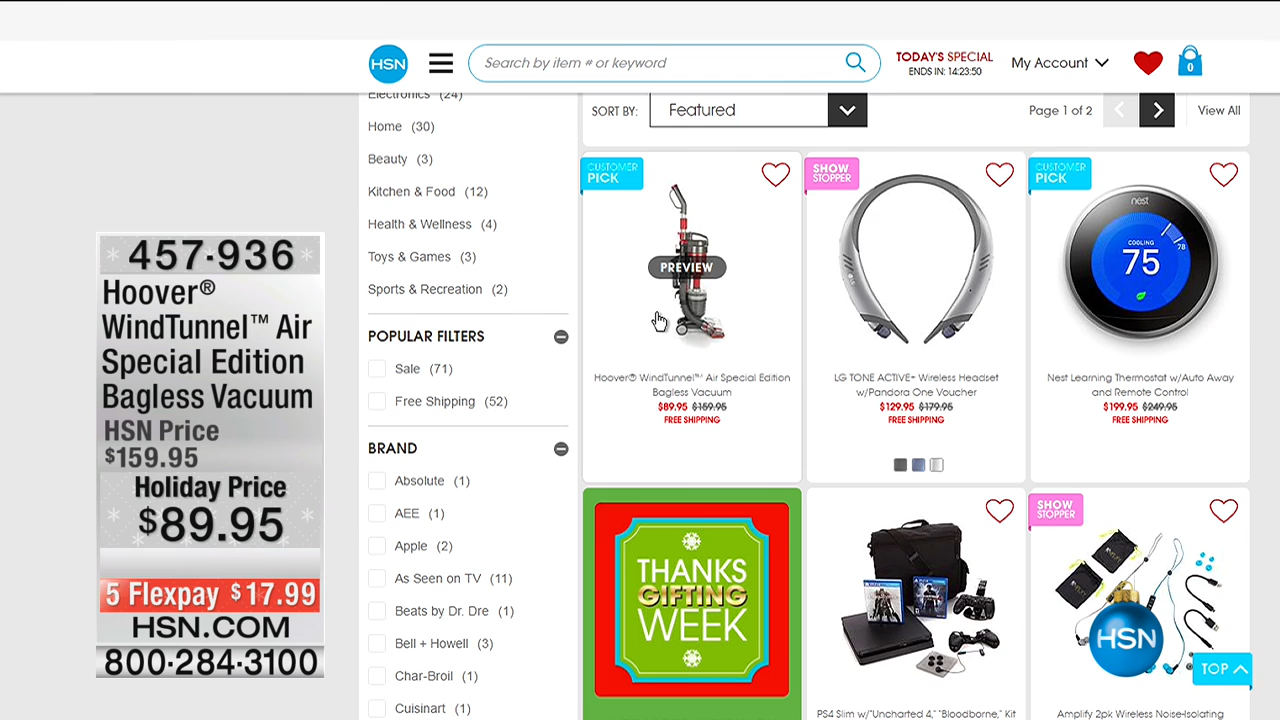 HSN
Search by item # or keyword
TODAY'S SPECIAL
ENDS IN: 14:23:50
My Account
0
Electronics (24)
Home (30)
Beauty (3)
Kitchen & Food (12)
Health & Wellness (4)
Toys & Games (3)
Sports & Recreation (2)
POPULAR FILTERS
Sale (71)
Free Shipping (52)
BRAND
Absolute (1)
AEE (1)
Apple (2)
As Seen on TV (11)
Beats by Dr. Dre (1)
Bell + Howell (3)
Char-Broil (1)
Cuisinart (1)
SORT BY:
Featured
Page 1 of 2
View All
CUSTOMER
PICK
PREVIEW
Hoover® WindTunnel™ Air Special Edition
Bagless Vacuum
$89.95 $159.95
FREE SHIPPING
SHOW
STOPPER
LG TONE ACTIVE+ Wireless Headset
w/Pandora One Voucher
$129.95 $179.95
FREE SHIPPING
CUSTOMER
PICK
nest
COOLING
75
78
Nest Learning Thermostat w/Auto Away
and Remote Control
$199.95 $249.95
FREE SHIPPING
THANKS
GIFTING
WEEK
PS4 Slim w/"Uncharted 4," "Bloodborne," Kit
SHOW
STOPPER
Amplify 2pk Wireless Noise-Isolating
HSN
TOP
457·936
Hoover®
WindTunnel™ Air
Special Edition
Bagless Vacuum
HSN Price
$159.95
Holiday Price
$89.95
5 Flexpay $17.99
HSN.COM
800·284·3100